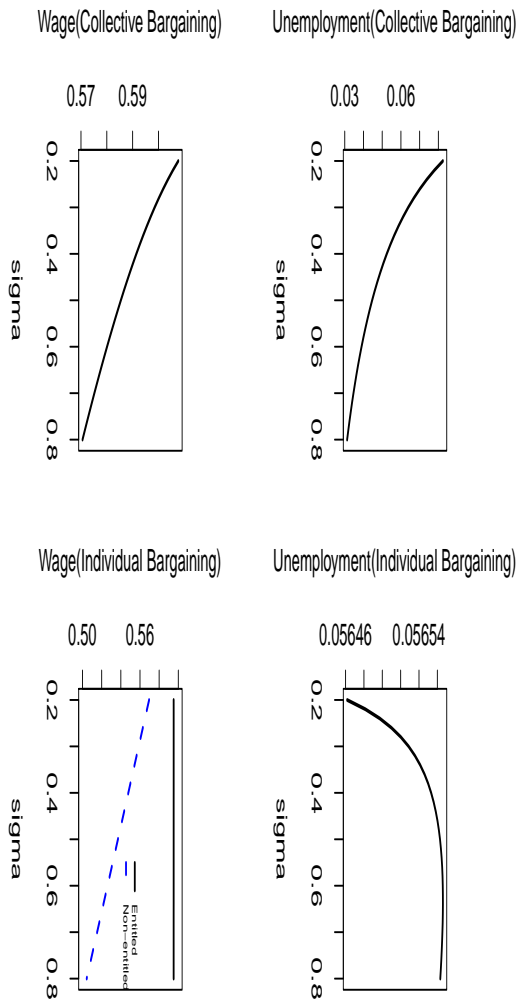 Unemployment(Collective Bargaining)
0.03 0.06
0.2 0.4 0.6 0.8
sigma
Unemployment(Individual Bargaining)
0.05646 0.05654
0.2 0.4 0.6 0.8
sigma
Wage(Collective Bargaining)
0.57 0.59
0.2 0.4 0.6 0.8
sigma
Wage(Individual Bargaining)
0.50 0.56
0.2 0.4 0.6 0.8
sigma
Entitled
Non−entitled